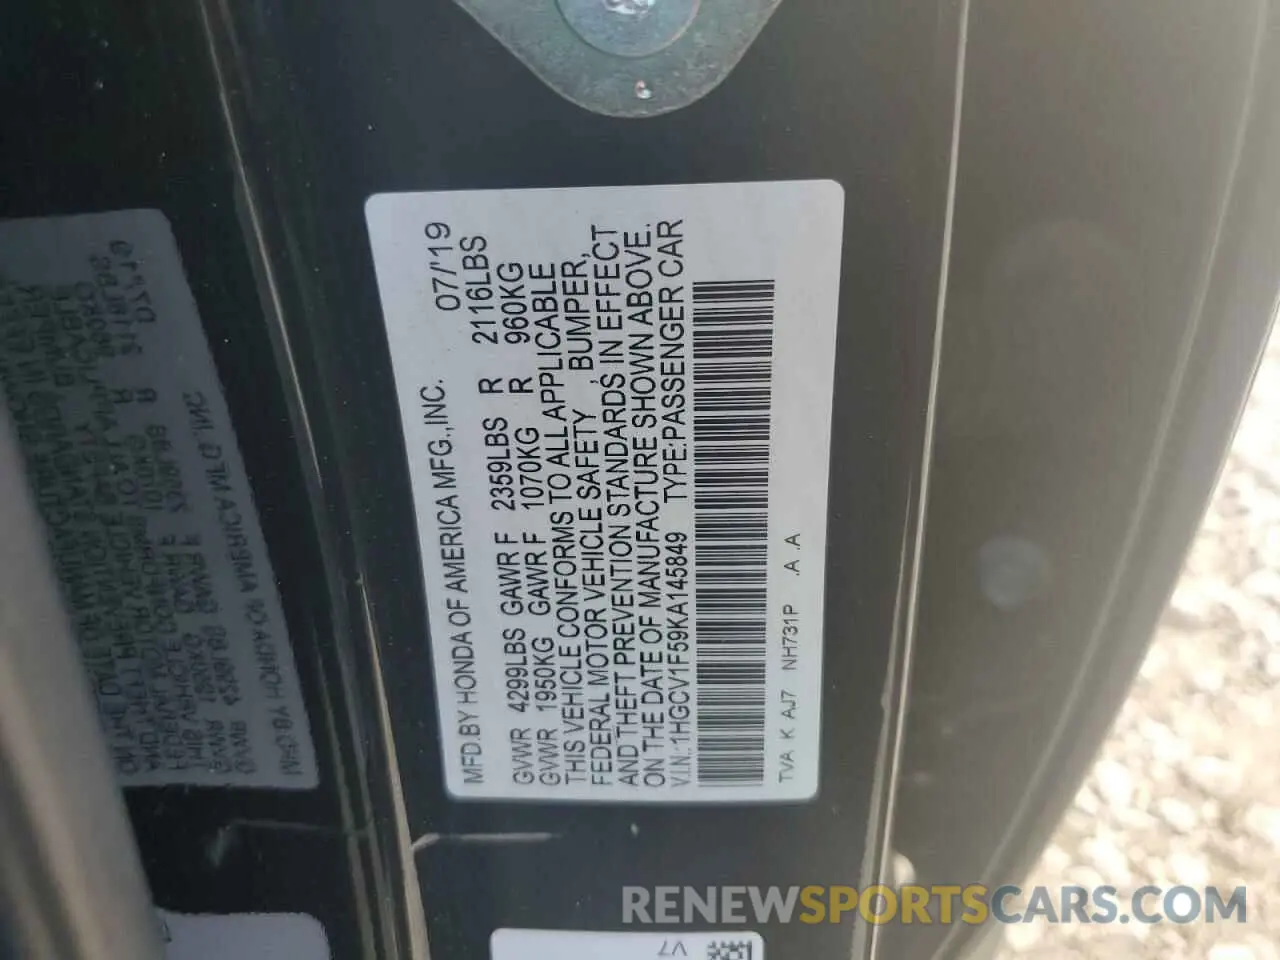 MFD.BY HONDA OF AMERICA MFG.,INC. 07/'19
GVWR 4299LBS GAWR F 2359LBS R 2116LBS
GVWR 1950KG GAWR F 1070KG R 960KG
THIS VEHICLE CONFORMS TO ALL APPLICABLE
FEDERAL MOTOR VEHICLE SAFETY , BUMPER,
AND THEFT PREVENTION STANDARDS IN EFFECT
ON THE DATE OF MANUFACTURE SHOWN ABOVE.
V.I.N.:1HGCV1F59KA145849 TYPE:PASSENGER CAR
TVA K AJ7 NH731P .A .A
V7
RENEWSPORTSCARS.COM